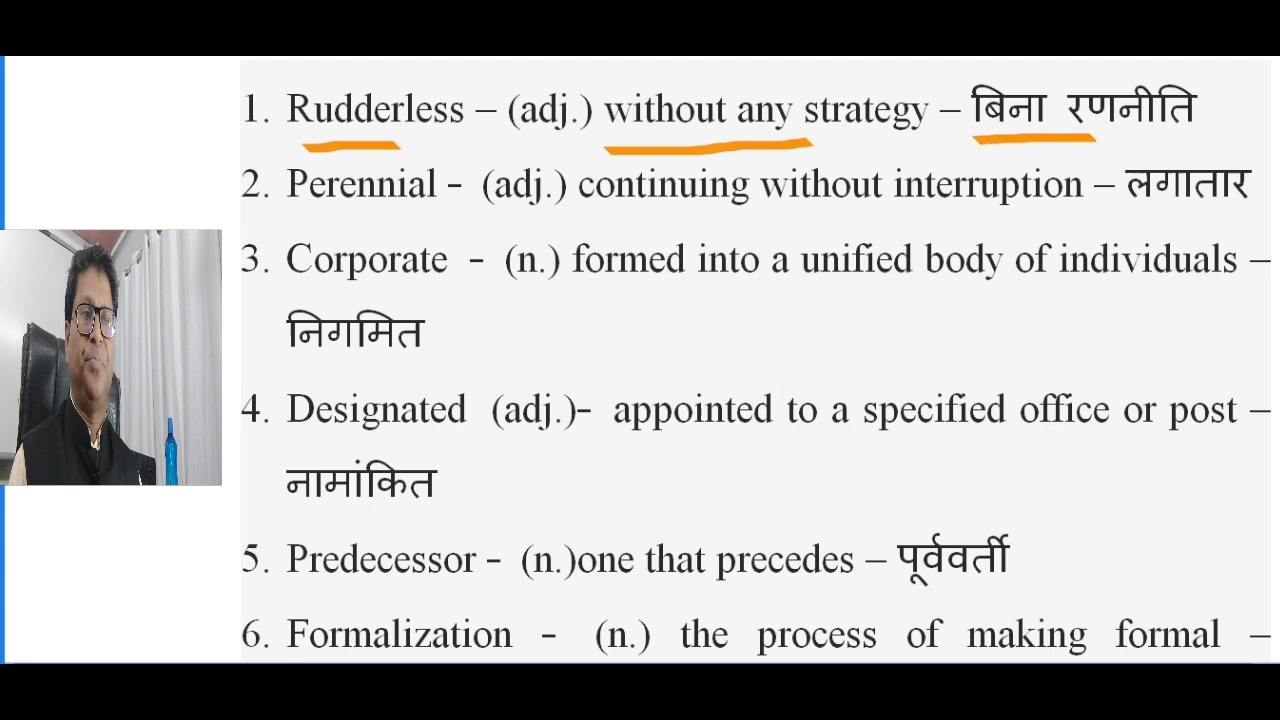 1. Rudderless – (adj.) without any strategy – बिना रणनीति
2. Perennial - (adj.) continuing without interruption – लगातार
3. Corporate - (n.) formed into a unified body of individuals –
निगमित
4. Designated (adj.)- appointed to a specified office or post –
नामांकित
5. Predecessor - (n.)one that precedes – पूर्ववर्ती
6. Formalization - (n.) the process of making formal –